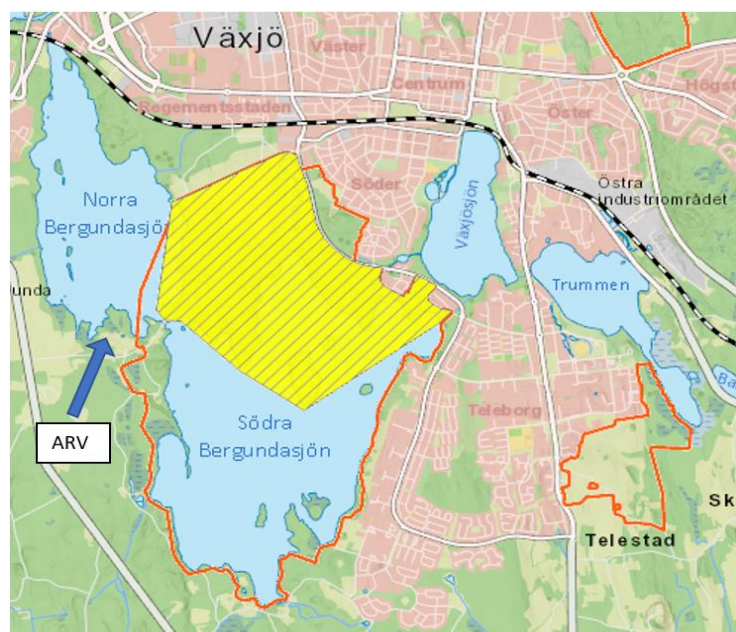 Växjö
Väster
Centrum
Regementsstaden
Öster
Högst
Söder
Norra
Bergundasjön
Växjösjön
Östra
industriområdet
Trummen
unda
Ba
Södra
Bergundasjön
Teleborg
ARV
Sk
Telestad